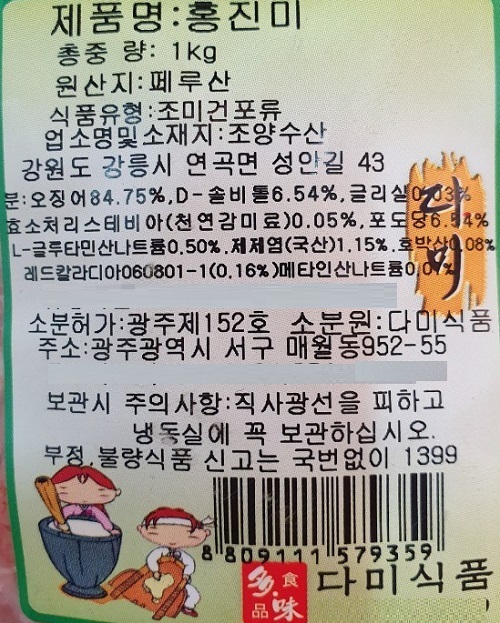 제품명:홍진미
총중 량: 1kg
원산지:페루산
식품유형:조미건포류
업소명및소재지:조양수산
강원도 강릉시 연곡면 성안길 43
분:오징어84.75%,D-솔비톨6.54%,글리실0.03%
효소처리스테비아(천연감미료)0.05%, 포도당6.54%
L-글루타민산나트륨0.50%,제제염(국산)1.15%,호박산0.08%
레드칼라디아060801-1(0.16%)메타인산나트륨0.07%
다미
소분허가:광주제152호 소분원:다미식품
주소:광주광역시 서구 매월동952-55
보관시 주의사항:직사광선을 피하고
냉동실에 꼭 보관하십시오.
부정,불량식품 신고는 국번없이 1399
8 809111 579359
多味食品 다미식품